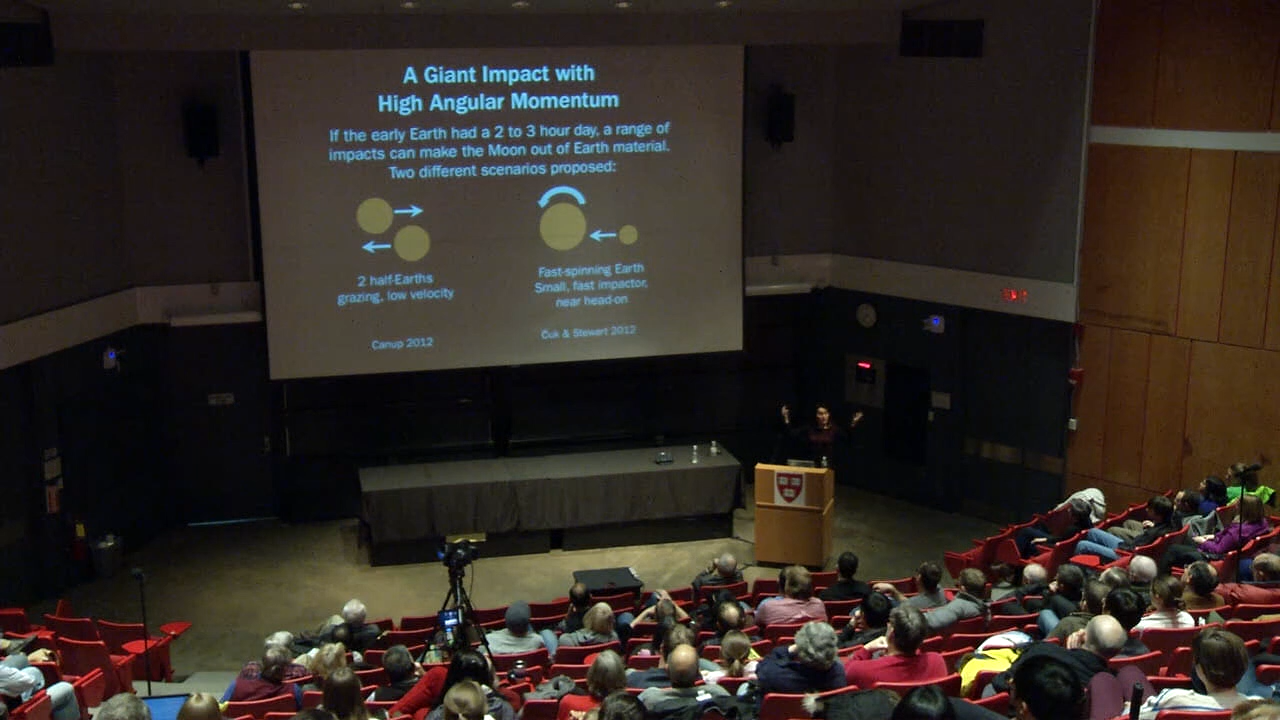 A Giant Impact with
High Angular Momentum
If the early Earth had a 2 to 3 hour day, a range of
impacts can make the Moon out of Earth material.
Two different scenarios proposed:
2 half-Earths
grazing, low velocity
Canup 2012
Fast-spinning Earth
Small, fast impactor,
near head-on
Cuk & Stewart 2012